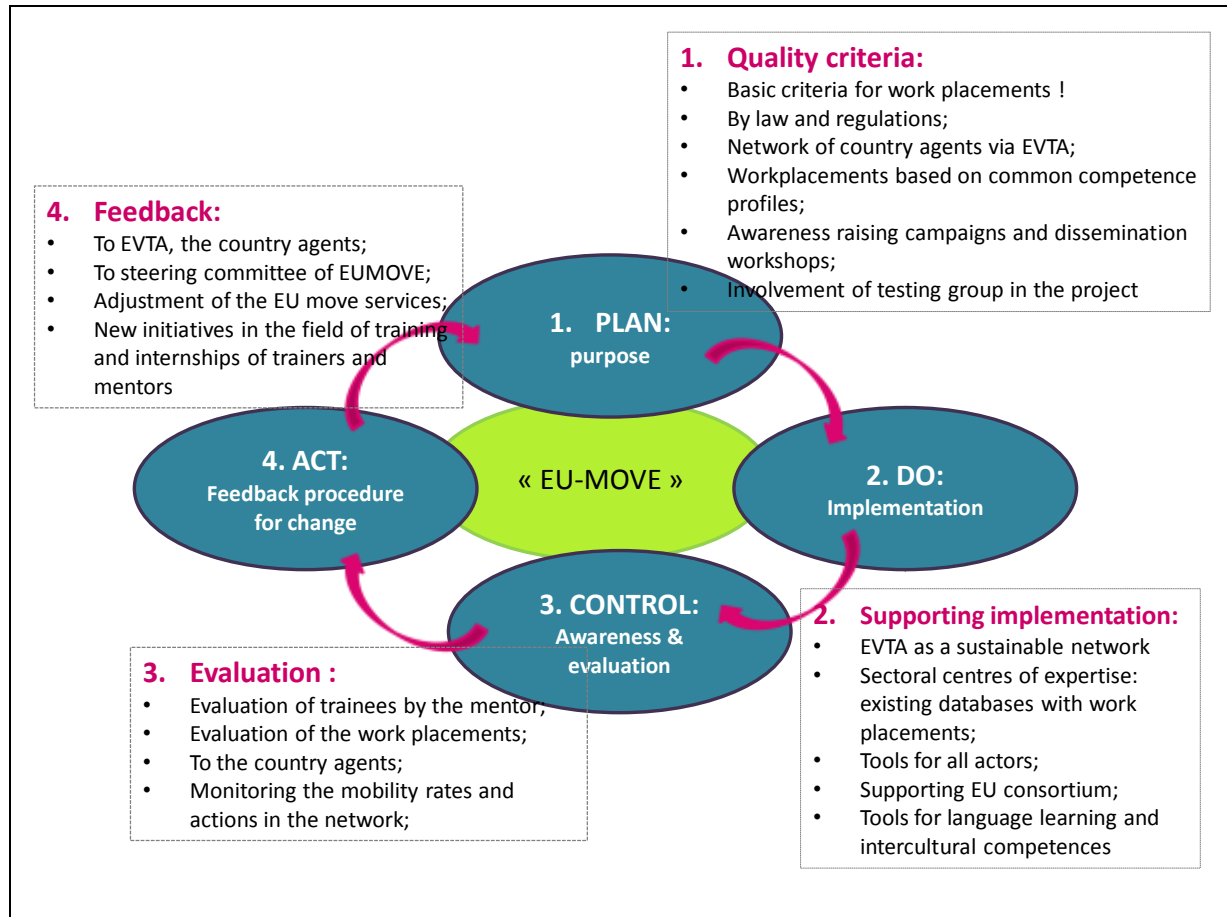 1. Quality criteria:
• Basic criteria for work placements !
• By law and regulations;
• Network of country agents via EVTA;
• Workplacements based on common competence
profiles;
• Awareness raising campaigns and dissemination
workshops;
• Involvement of testing group in the project
4. Feedback:
• To EVTA, the country agents;
• To steering committee of EUMOVE;
• Adjustment of the EU move services;
• New initiatives in the field of training
and internships of trainers and
mentors
1. PLAN:
purpose
4. ACT:
Feedback procedure
for change
« EU-MOVE »
2. DO:
Implementation
3. CONTROL:
Awareness &
evaluation
2. Supporting implementation:
• EVTA as a sustainable network
• Sectoral centres of expertise:
existing databases with work
placements;
• Tools for all actors;
• Supporting EU consortium;
• Tools for language learning and
intercultural competences
3. Evaluation :
• Evaluation of trainees by the mentor;
• Evaluation of the work placements;
• To the country agents;
• Monitoring the mobility rates and
actions in the network;